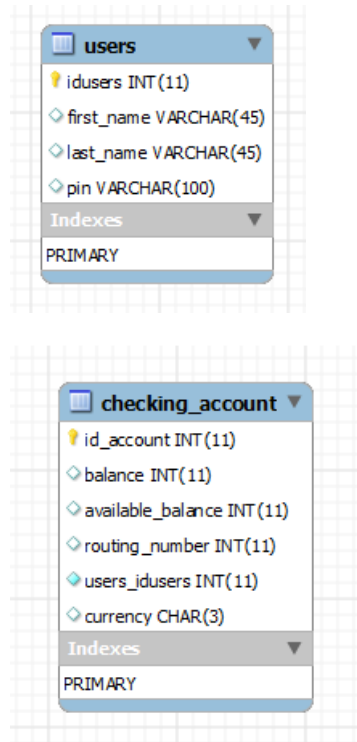 users
idusers INT(11)
first_name VARCHAR(45)
last_name VARCHAR(45)
pin VARCHAR(100)
Indexes
PRIMARY
checking_account
id_account INT(11)
balance INT(11)
available_balance INT(11)
routing_number INT(11)
users_idusers INT(11)
currency CHAR(3)
Indexes
PRIMARY